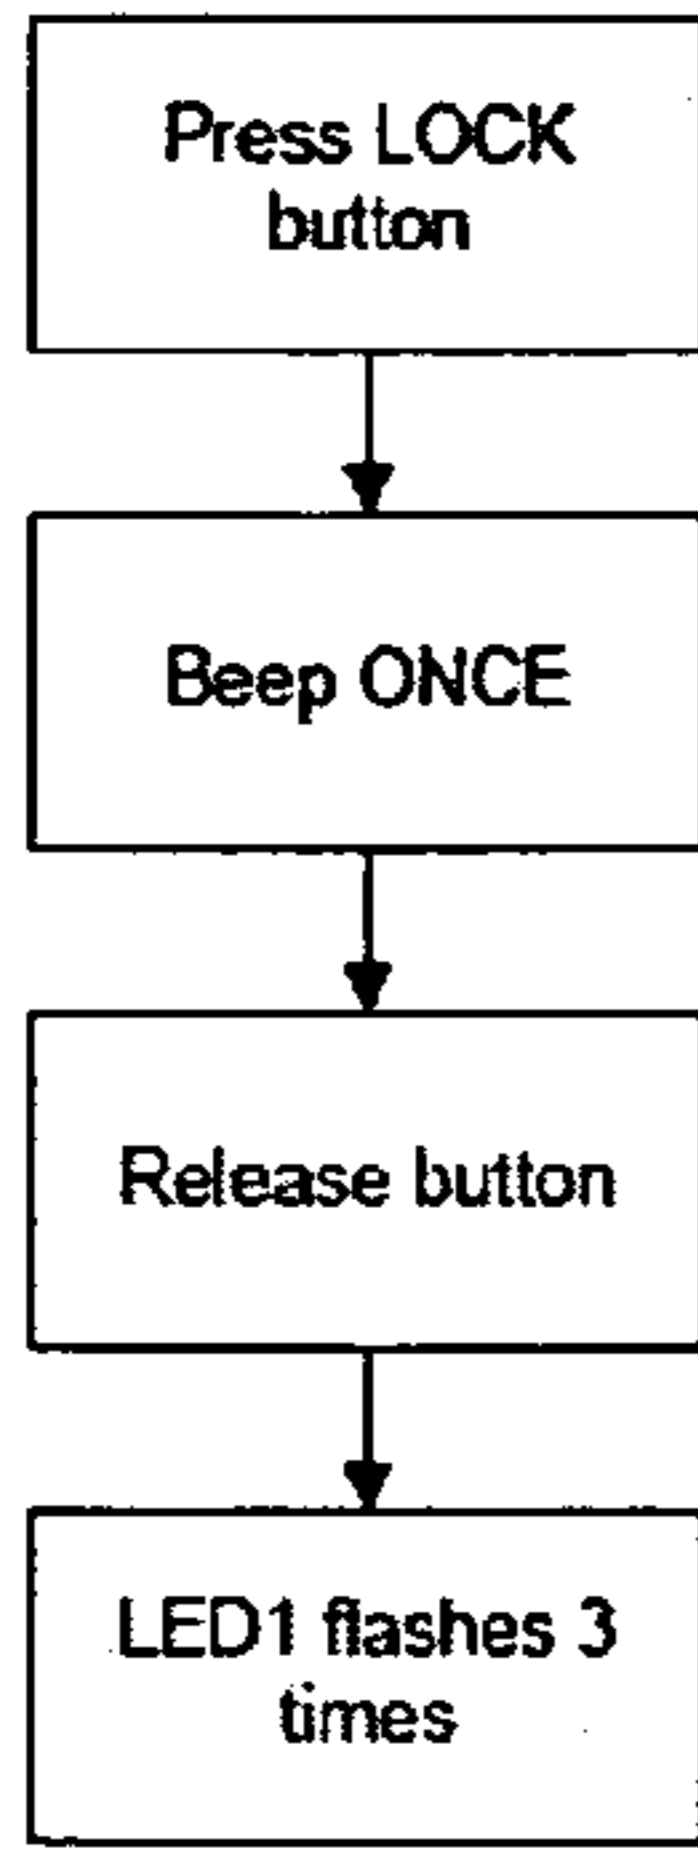 Press LOCK
button
Beep ONCE
Release button
LED1 flashes 3
times